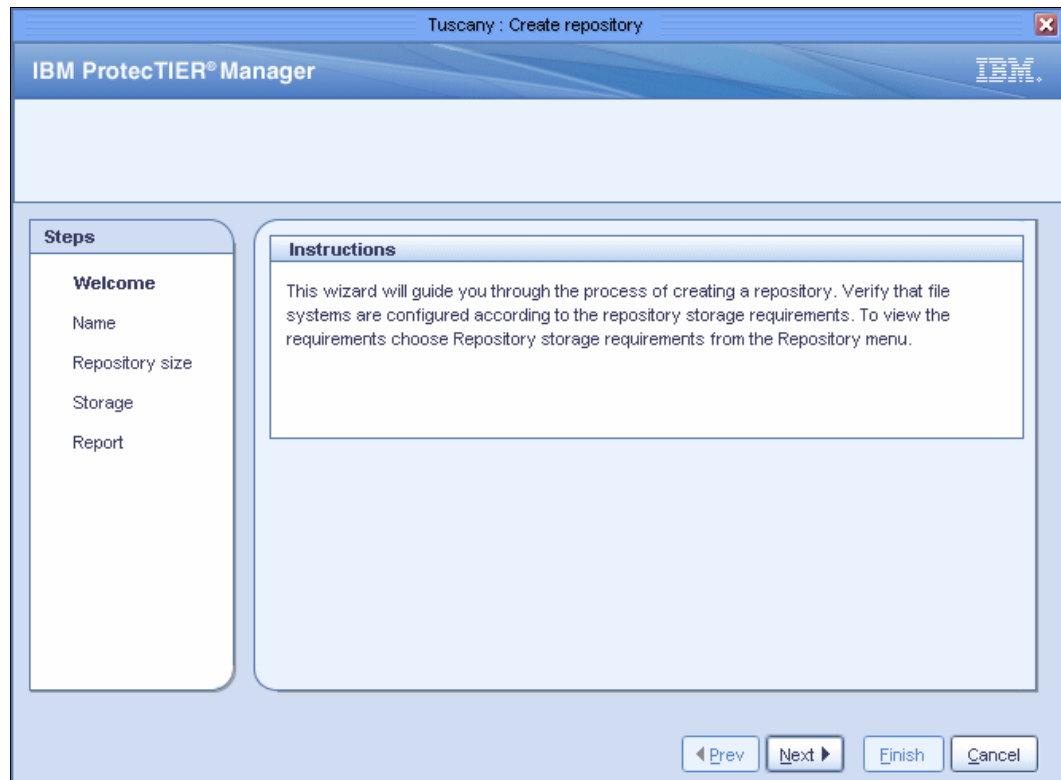 Tuscany : Create repository
IBM ProtecTIER® Manager
IBM.
Steps
Welcome
Name
Repository size
Storage
Report
Instructions
This wizard will guide you through the process of creating a repository. Verify that file
systems are configured according to the repository storage requirements. To view the
requirements choose Repository storage requirements from the Repository menu.
Prev
Next
Finish
Cancel